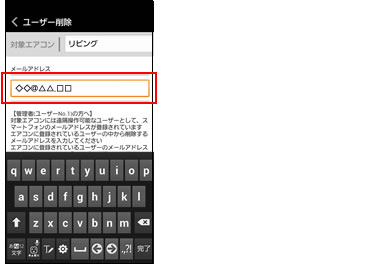 ユーザー削除
対象エアコン リビング
メールアドレス
◇◇@△△.□□
【管理者(ユーザーNo.1)の方へ】
対象エアコンには遠隔操作可能なユーザーとして、ス
マートフォンのメールアドレスが登録されています
エアコンに登録されているユーザーの中から削除する
メールアドレスを入力してください
エアコンに登録されているユーザーのメールアドレス
q w e r t y u i o p
a s d f g h j k l
z x c v b n m
文字 .,?! 完了